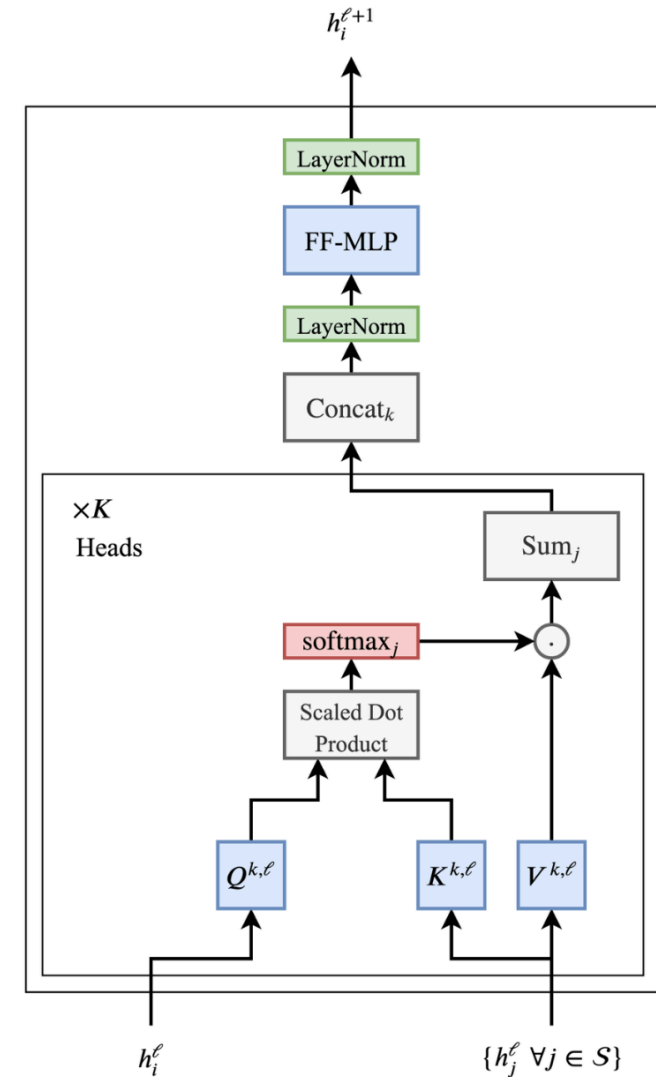 h_i^{ℓ+1}
LayerNorm
FF-MLP
LayerNorm
Concat_k
×K
Heads
Sum_j
softmax_j
.
Scaled Dot
Product
Q^{k,ℓ} K^{k,ℓ} V^{k,ℓ}
h_i^ℓ {h_j^ℓ ∀j ∈ 𝒮}